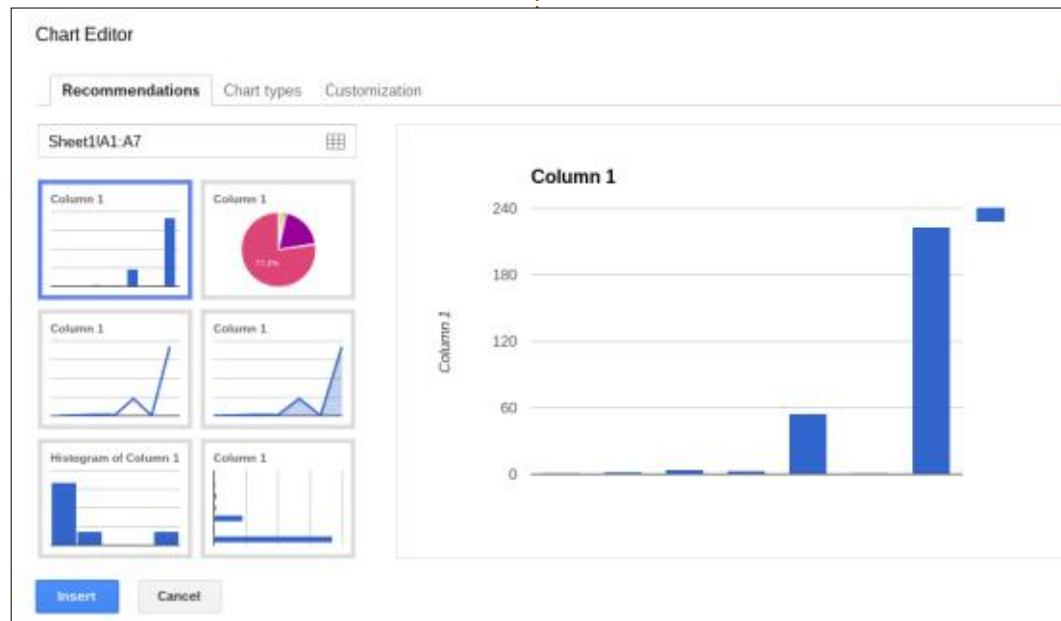 Chart Editor
Recommendations Chart types Customization
Sheet1!A1:A7
Column 1
Column 1
Column 1
Column 1
Histogram of Column 1
Column 1
Column 1
240
180
120
60
0
Column 1
Insert Cancel